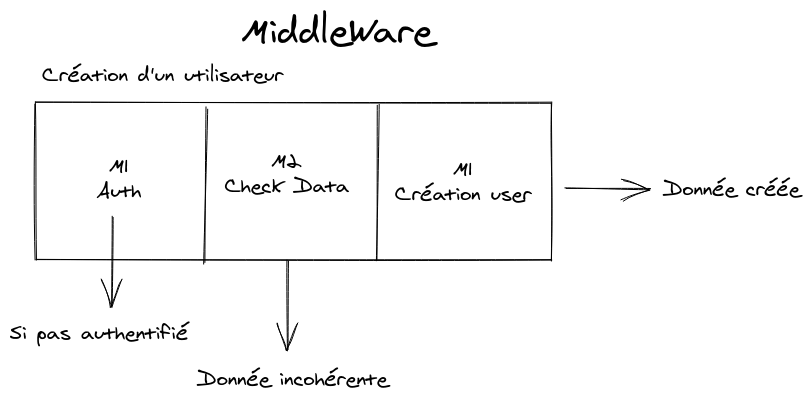 MiddleWare
Création d'un utilisateur
M1
Auth
M2
Check Data
M1
Création user
Donnée créée
Si pas authentifié
Donnée incohérente